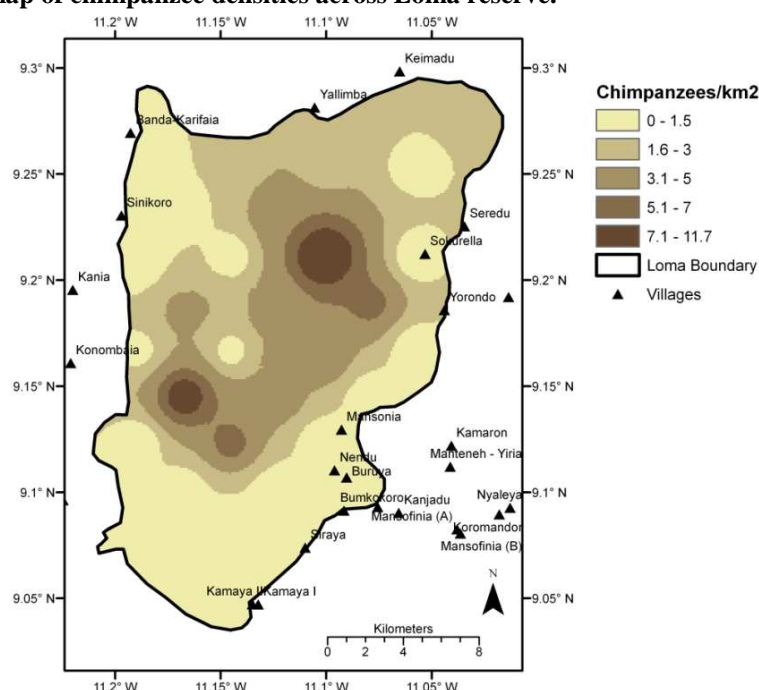 map of chimpanzee densities across Loma reserve.
11.2° W 11.15° W 11.1° W 11.05° W
9.3° N
9.25° N
9.2° N
9.15° N
9.1° N
9.05° N
Keimadu
Yallimba
Banda-Karifaia
Sinikoro
Seredu
Sokurella
Kania
Yorondo
Konombaia
Mansonia
Kamaron
Nendu
Manteneh - Yiria
Buruya
Bumkokoro
Kanjadu
Nyaleya
Mansofinia (A)
Koromandor
Siraya
Mansofinia (B)
Kamaya II
Kamaya I
N
Kilometers
0 2 4 8
9.3° N
9.25° N
9.2° N
9.15° N
9.1° N
9.05° N
11.2° W 11.15° W 11.1° W 11.05° W
Chimpanzees/km2
0 - 1.5
1.6 - 3
3.1 - 5
5.1 - 7
7.1 - 11.7
Loma Boundary
Villages